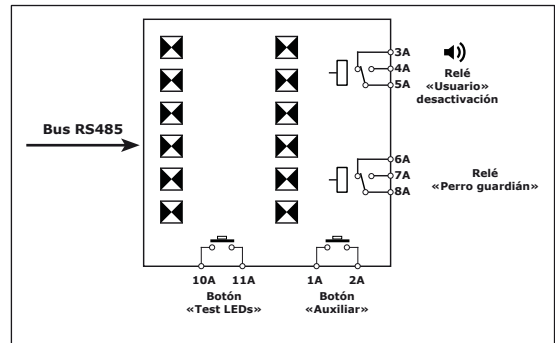 3A
4A
5A
Relé
«Usuario»
desactivación
Bus RS485
6A
7A
8A
Relé
«Perro guardián»
10A 11A 1A 2A
Botón
«Test LEDs»
Botón
«Auxiliar»